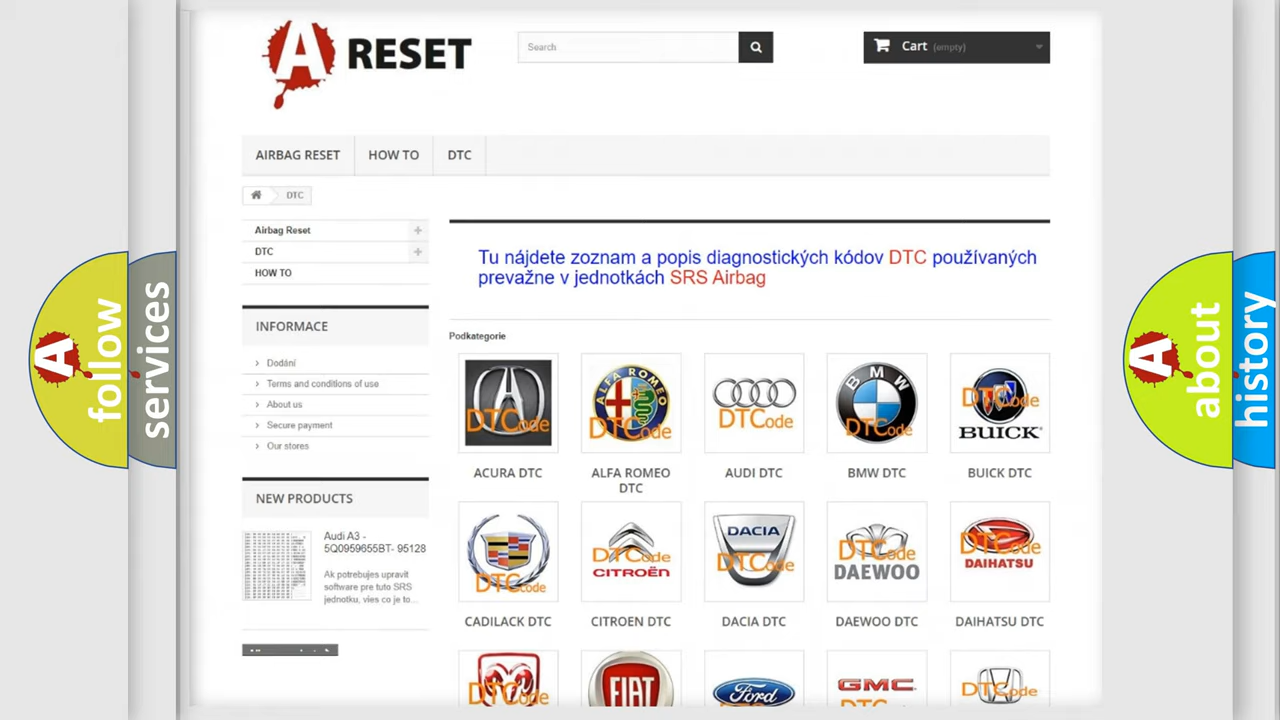 A RESET
Search
Cart (empty)
AIRBAG RESET
HOW TO
DTC
DTC
Airbag Reset
DTC
HOW TO
INFORMACE
Dodání
Terms and conditions of use
About us
Secure payment
Our stores
NEW PRODUCTS
Audi A3 -
5Q0959655BT- 95128
Ak potrebujes upravit
software pre tuto SRS
jednotku, vies co je to...
Tu nájdete zoznam a popis diagnostických kódov DTC používaných
prevažne v jednotkách SRS Airbag
Podkategorie
DTCode
ALFA ROMEO
DTCode
DTCode
BMW
DTCode
DTCode
BUICK
ACURA DTC
ALFA ROMEO
DTC
AUDI DTC
BMW DTC
BUICK DTC
DTCode
DTCode
CITROËN
DACIA
DTCode
DTCode
DAEWOO
DTCode
DAIHATSU
CADILACK DTC
CITROEN DTC
DACIA DTC
DAEWOO DTC
DAIHATSU DTC
DTCode
FIAT
Ford
GMC
DTCode
A follow
services
A about
history